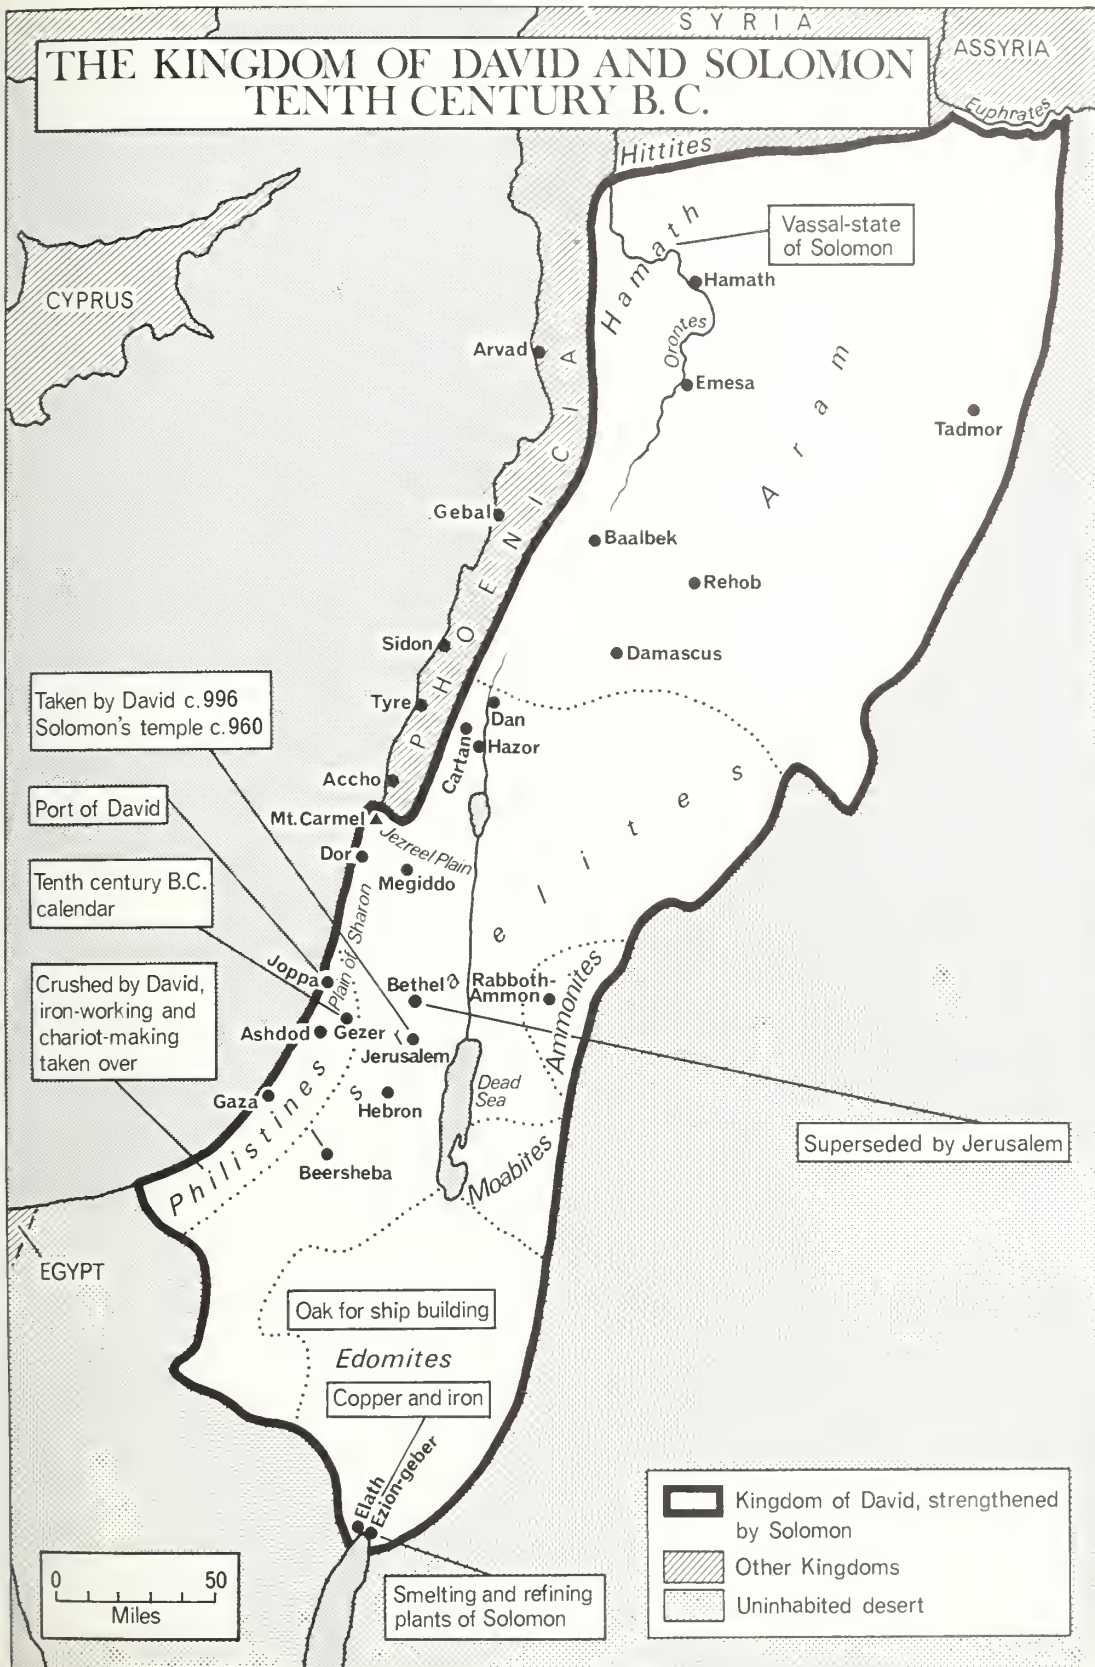 SYRIA
ASSYRIA
THE KINGDOM OF DAVID AND SOLOMON
TENTH CENTURY B.C.
Euphrates
Hittites
Hamath
Vassal-state
of Solomon
Hamath
CYPRUS
Orontes
Arvad
Emesa
Aram
Tadmor
PHOENICIA
Gebal
Baalbek
Rehob
Sidon
Damascus
Taken by David c.996
Solomon's temple c.960
Tyre
Dan
Cartan
Hazor
Accho
Port of David
Mt. Carmel
Jezreel Plain
Dor
Megiddo
Israelites
Tenth century B.C.
calendar
Plain of Sharon
Joppa
Bethel
Rabboth-
Ammon
Ammonites
Crushed by David,
iron-working and
chariot-making
taken over
Ashdod
Gezer
Jerusalem
Gaza
Hebron
Dead
Sea
Philistines
Beersheba
Superseded by Jerusalem
Moabites
EGYPT
Oak for ship building
Edomites
Copper and iron
Elath
Ezion-geber
Kingdom of David, strengthened
by Solomon
Other Kingdoms
Uninhabited desert
0 50
Miles
Smelting and refining
plants of Solomon